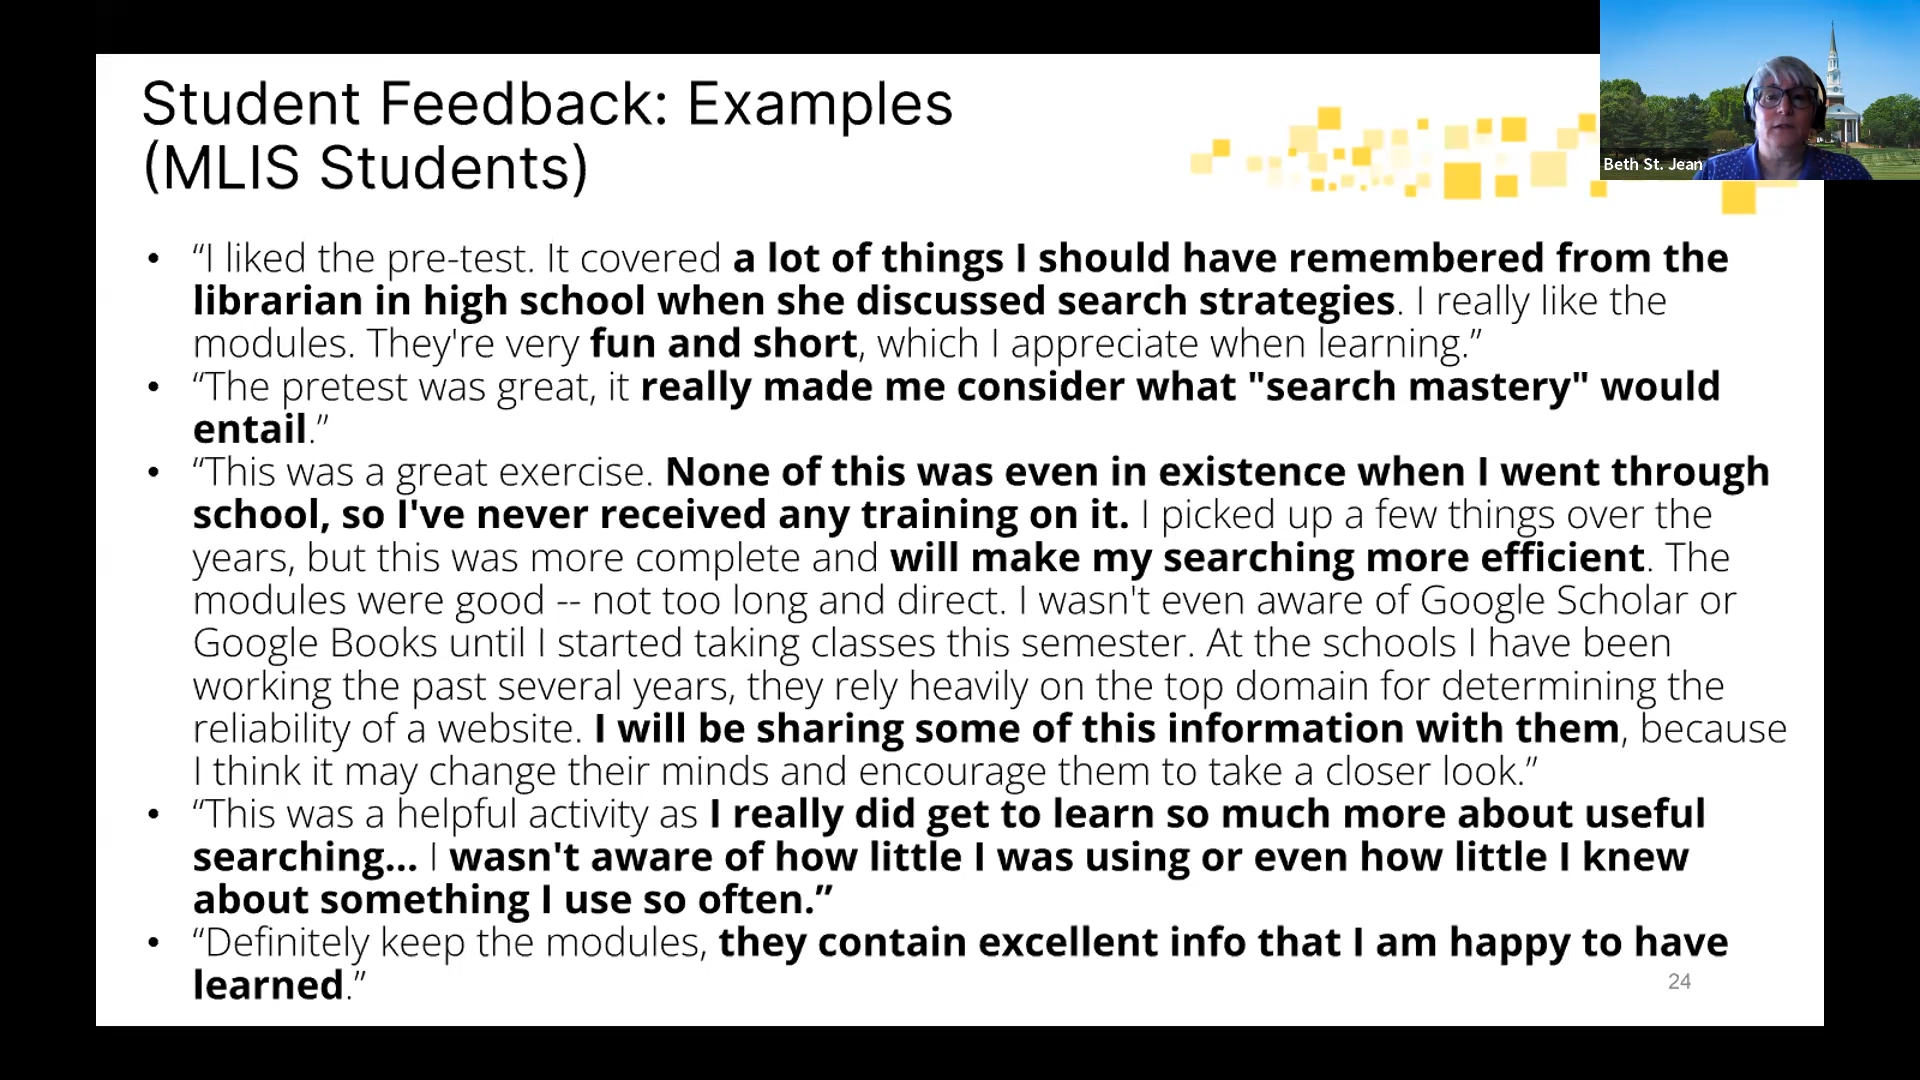 Student Feedback: Examples
(MLIS Students)
Beth St. Jean
• “I liked the pre-test. It covered a lot of things I should have remembered from the
librarian in high school when she discussed search strategies. I really like the
modules. They're very fun and short, which I appreciate when learning.”
• “The pretest was great, it really made me consider what "search mastery" would
entail.”
• “This was a great exercise. None of this was even in existence when I went through
school, so I've never received any training on it. I picked up a few things over the
years, but this was more complete and will make my searching more efficient. The
modules were good -- not too long and direct. I wasn't even aware of Google Scholar or
Google Books until I started taking classes this semester. At the schools I have been
working the past several years, they rely heavily on the top domain for determining the
reliability of a website. I will be sharing some of this information with them, because
I think it may change their minds and encourage them to take a closer look.”
• “This was a helpful activity as I really did get to learn so much more about useful
searching... I wasn't aware of how little I was using or even how little I knew
about something I use so often.”
• “Definitely keep the modules, they contain excellent info that I am happy to have
learned.”
24